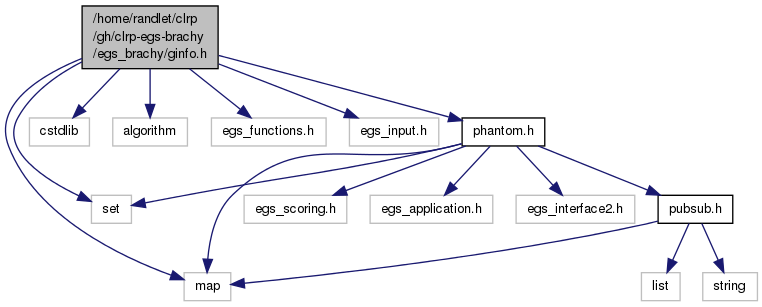 /home/randlet/clrp
/gh/clrp-egs-brachy
/egs_brachy/ginfo.h
cstdlib
algorithm
egs_functions.h
egs_input.h
phantom.h
set
egs_scoring.h
egs_application.h
egs_interface2.h
pubsub.h
map
list
string